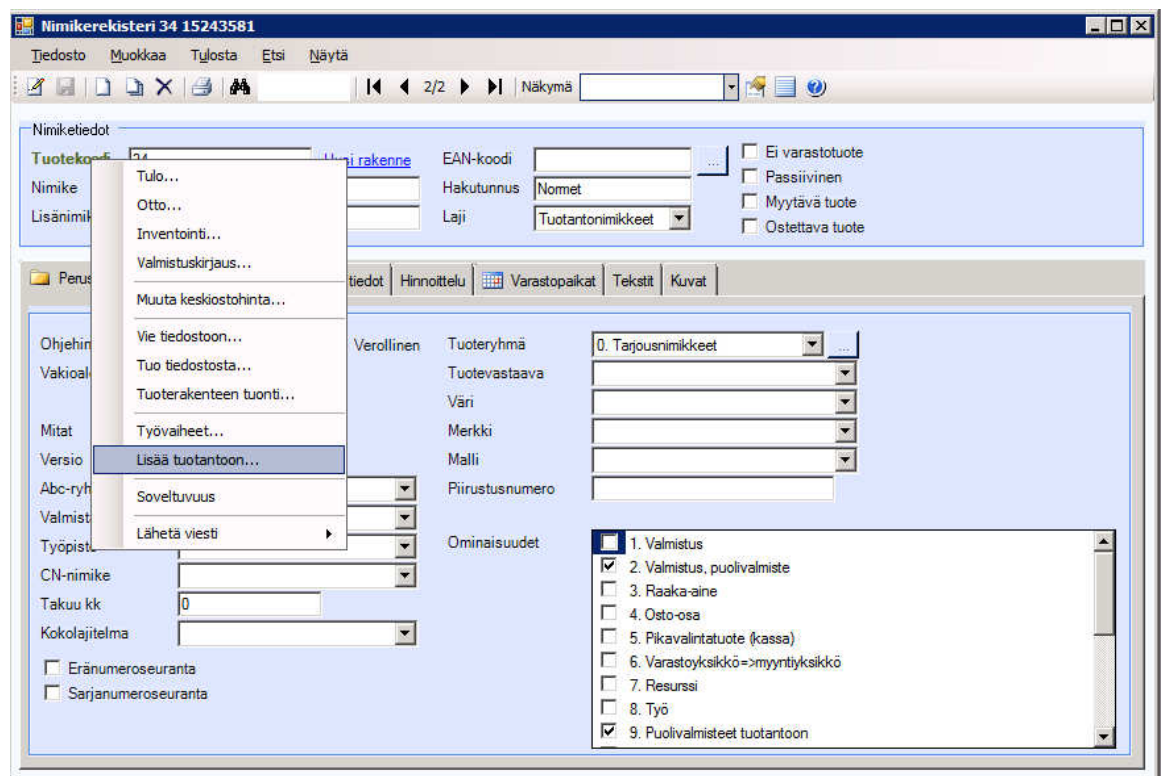 Nimikerekisteri 34 15243581
Tiedosto Muokkaa Tulosta Etsi Näytä
2/2 Näkymä
Nimiketiedot
Tuotekoodi 34 Uusi rakenne EAN-koodi ... Ei varastotuote
Nimike Hakutunnus Normet Passiivinen
Lisänimik Laji Tuotantonimikkeet Myytävä tuote
Ostettava tuote
Tulo...
Otto...
Inventointi...
Valmistuskirjaus...
Muuta keskiostohinta...
Vie tiedostoon...
Tuo tiedostosta...
Tuoterakenteen tuonti...
Työvaiheet...
Lisää tuotantoon...
Soveltuvuus
Lähetä viesti
Perus tiedot Hinnoittelu Varastopaikat Tekstit Kuvat
Ohjehin Verollinen Tuoteryhmä 0. Tarjousnimikkeet ...
Vakioale Tuotevastaava
Väri
Mitat Merkki
Versio Malli
Abc-ryh Piirustusnumero
Valmist
Työpiste Ominaisuudet
CN-nimike
Takuu kk 0
Kokolajitelma
Eränumeroseuranta
Sarjanumeroseuranta
1. Valmistus
2. Valmistus, puolivalmiste
3. Raaka-aine
4. Osto-osa
5. Pikavalintatuote (kassa)
6. Varastoyksikkö=>myyntiyksikkö
7. Resurssi
8. Työ
9. Puolivalmisteet tuotantoon